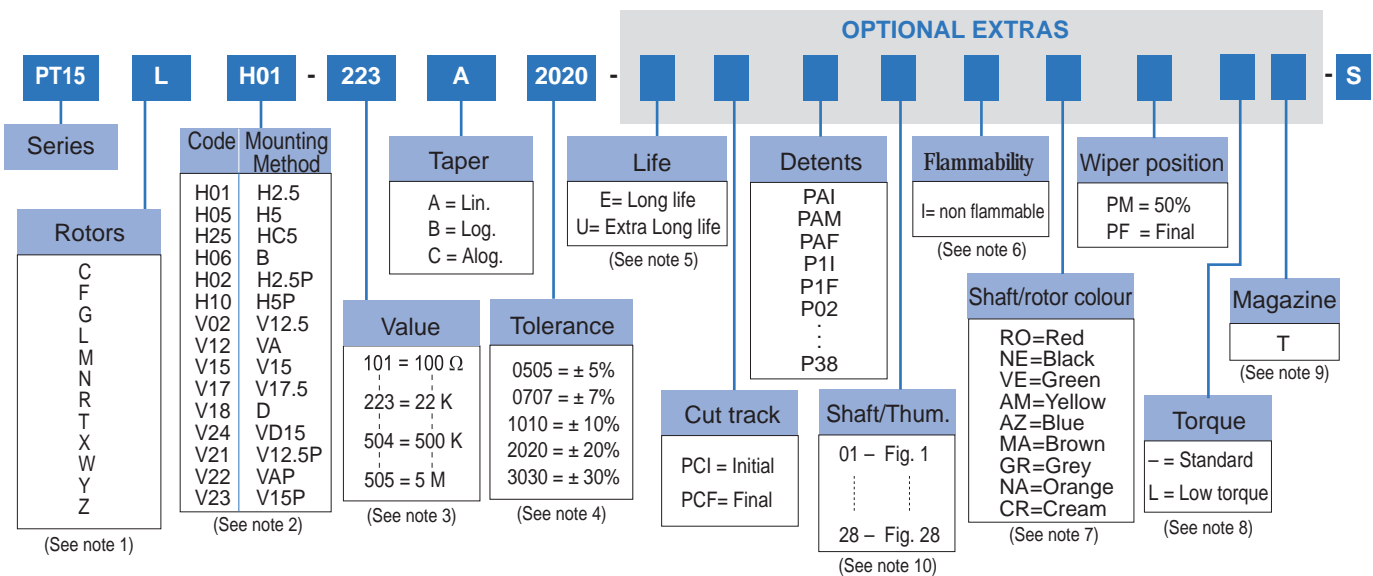 OPTIONAL EXTRAS
PT15 L H01 - 223 A 2020 - - S
Series
Rotors
C
F
G
L
M
N
R
T
X
W
Y
Z
(See note 1)
Code Mounting Method
H01 H2.5
H05 H5
H25 HC5
H06 B
H02 H2.5P
H10 H5P
V02 V12.5
V12 VA
V15 V15
V17 V17.5
V18 D
V24 VD15
V21 V12.5P
V22 VAP
V23 V15P
(See note 2)
Value
101 = 100 Ω
223 = 22 K
504 = 500 K
505 = 5 M
(See note 3)
Taper
A = Lin.
B = Log.
C = Alog.
Tolerance
0505 = ± 5%
0707 = ± 7%
1010 = ± 10%
2020 = ± 20%
3030 = ± 30%
(See note 4)
Life
E= Long life
U= Extra Long life
(See note 5)
Cut track
PCI = Initial
PCF= Final
Detents
PAI
PAM
PAF
P1I
P1F
P02
:
:
P38
Shaft/Thum.
01 – Fig. 1
28 – Fig. 28
(See note 10)
Flammability
I= non flammable
(See note 6)
Shaft/rotor colour
RO=Red
NE=Black
VE=Green
AM=Yellow
AZ=Blue
MA=Brown
GR=Grey
NA=Orange
CR=Cream
(See note 7)
Wiper position
PM = 50%
PF = Final
Torque
– = Standard
L = Low torque
(See note 8)
Magazine
T
(See note 9)